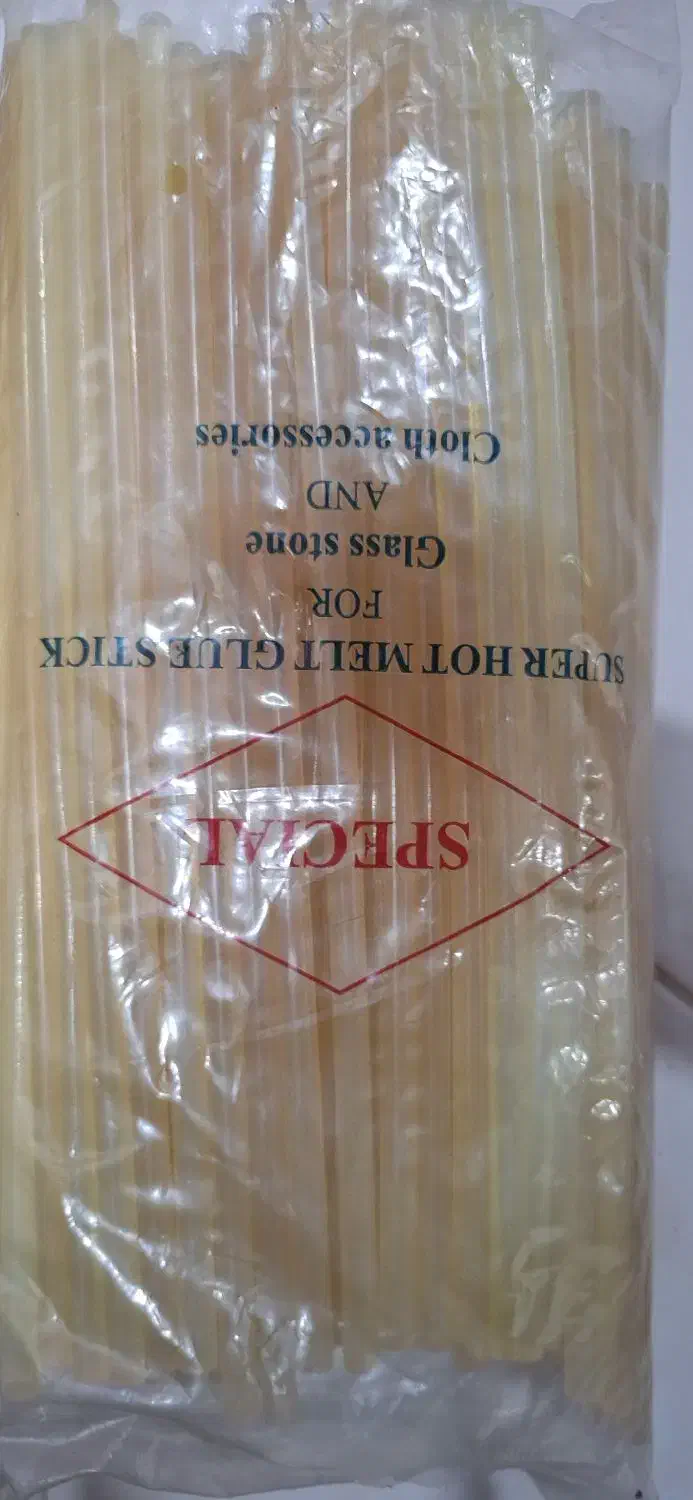 SPECIAL
SUPER HOT MELT GLUE STICK
FOR
Glass stone
AND
Cloth accessories